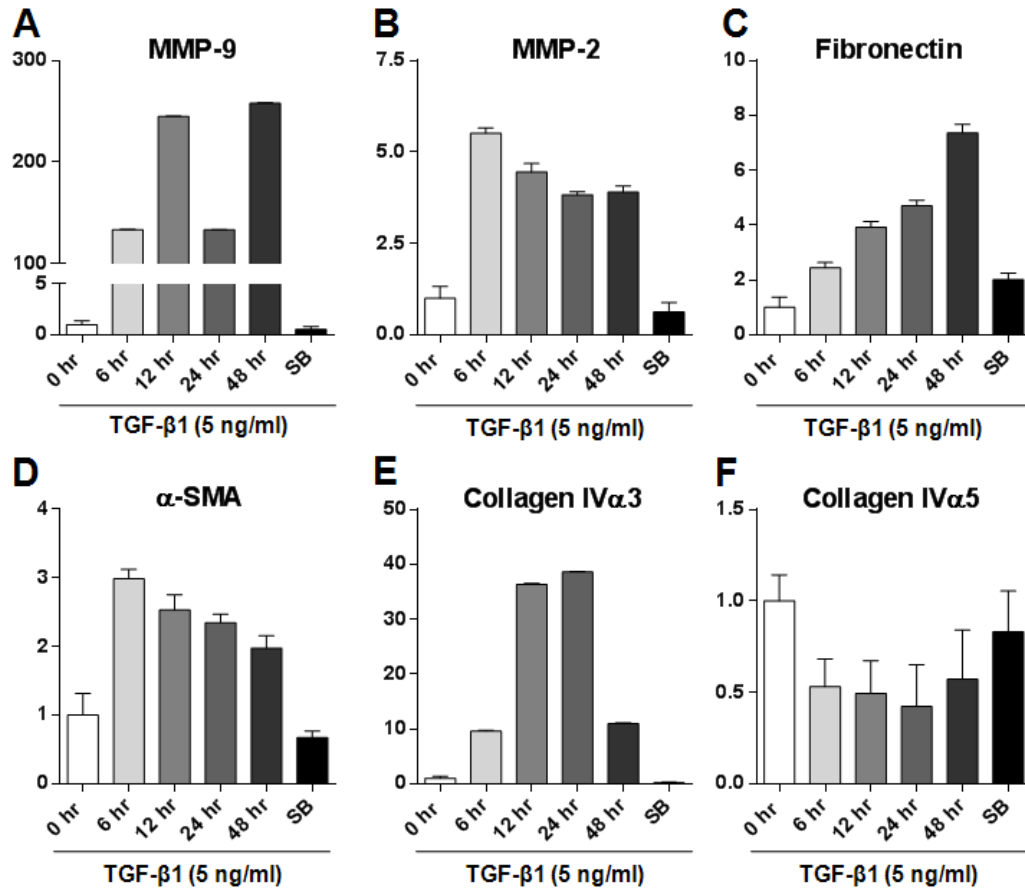 A
MMP-9
300
200
100
5
0
0 hr
6 hr
12 hr
24 hr
48 hr
SB
TGF-β1 (5 ng/ml)
B
MMP-2
7.5
5.0
2.5
0.0
0 hr
6 hr
12 hr
24 hr
48 hr
SB
TGF-β1 (5 ng/ml)
C
Fibronectin
10
8
6
4
2
0
0 hr
6 hr
12 hr
24 hr
48 hr
SB
TGF-β1 (5 ng/ml)
D
α-SMA
4
3
2
1
0
0 hr
6 hr
12 hr
24 hr
48 hr
SB
TGF-β1 (5 ng/ml)
E
Collagen IVα3
50
40
30
20
10
0
0 hr
6 hr
12 hr
24 hr
48 hr
SB
TGF-β1 (5 ng/ml)
F
Collagen IVα5
1.5
1.0
0.5
0.0
0 hr
6 hr
12 hr
24 hr
48 hr
SB
TGF-β1 (5 ng/ml)